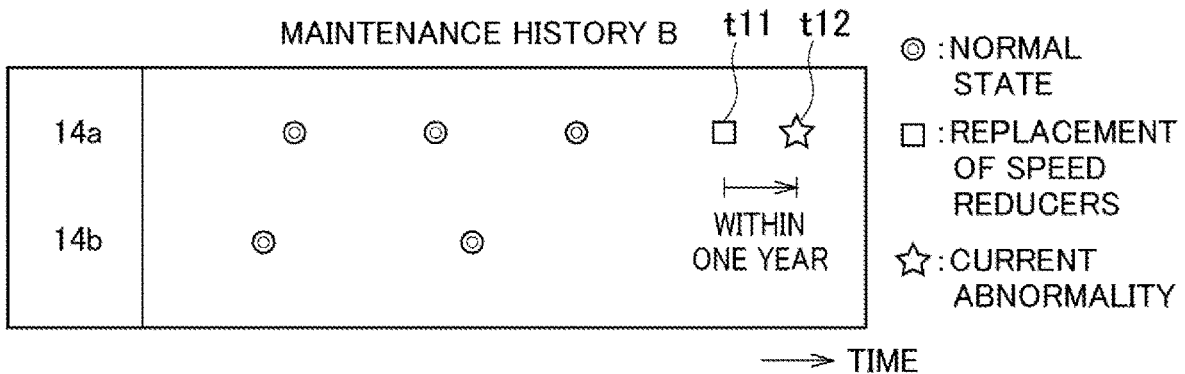 MAINTENANCE HISTORY B
t11
t12
14a
14b
WITHIN
ONE YEAR
: NORMAL
STATE
: REPLACEMENT
OF SPEED
REDUCERS
: CURRENT
ABNORMALITY
TIME